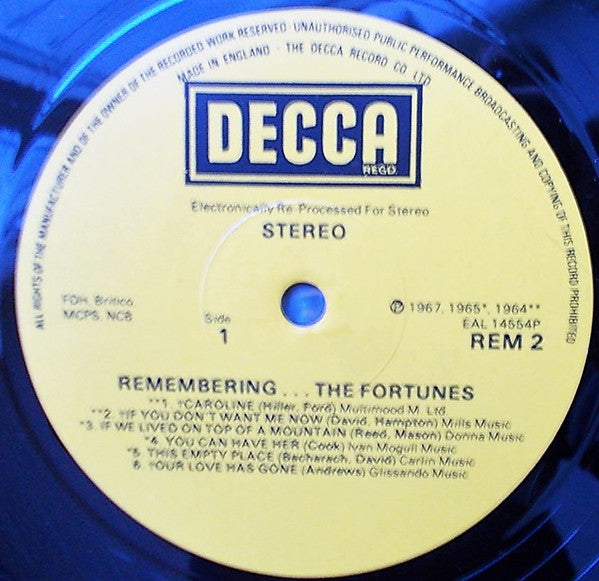 ALL RIGHTS OF THE MANUFACTURER AND OF THE OWNER OF THE RECORDED WORK RESERVED · UNAUTHORISED PUBLIC PERFORMANCE BROADCASTING AND COPYING OF THIS RECORD PROHIBITED
MADE IN ENGLAND · THE DECCA RECORD CO LTD
DECCA
REGD.
Electronically Re-Processed For Stereo
STEREO
FDH, Britico
MCPS, NCB
Side
1
℗ 1967, 1965*, 1964**
EAL 14554P
REM 2
REMEMBERING ... THE FORTUNES
**1. †CAROLINE (Hiller, Ford) Multimood M. Ltd
**2. †IF YOU DON'T WANT ME NOW (David, Hampton) Mills Music
*3. IF WE LIVED ON TOP OF A MOUNTAIN (Reed, Mason) Donna Music
*4. YOU CAN HAVE HER (Cook) Ivan Mogull Music
*5. THIS EMPTY PLACE (Bacharach, David) Carlin Music
6. YOUR LOVE HAS GONE (Andrews) Glissando Music